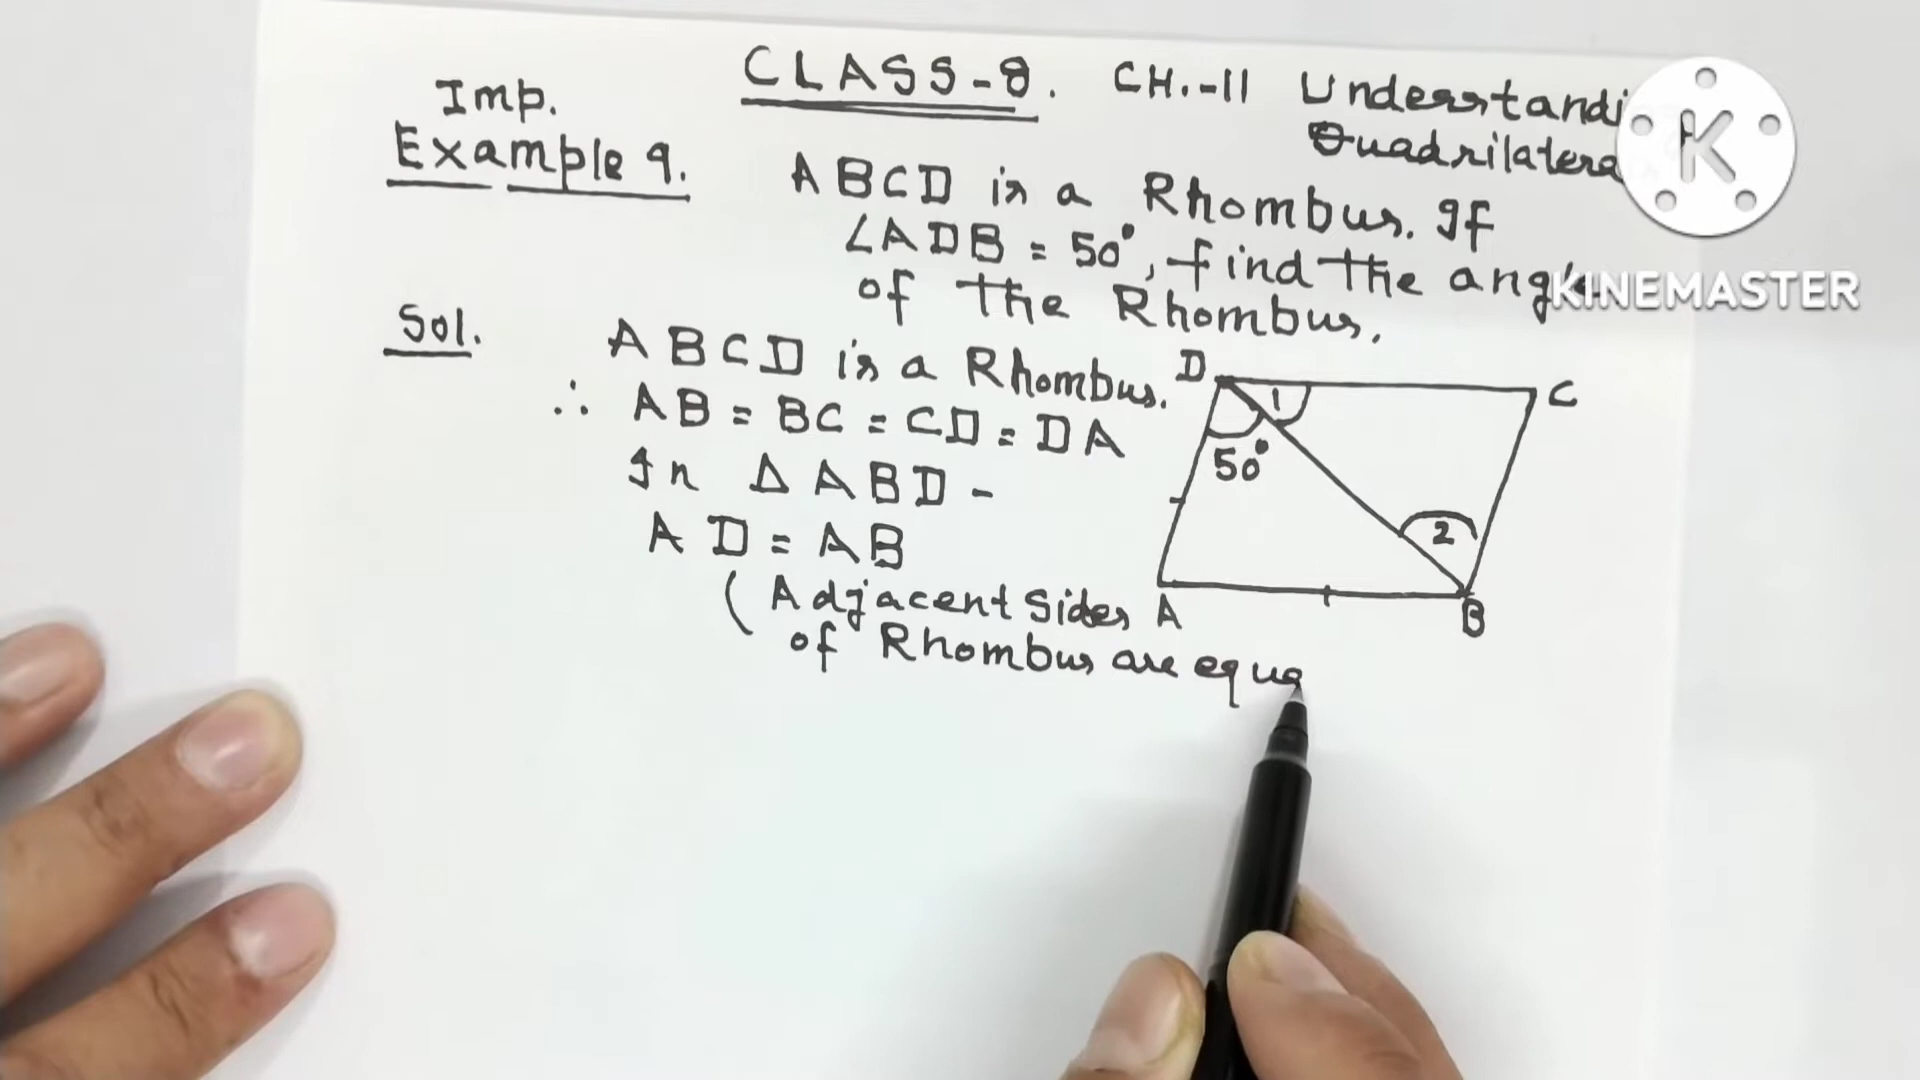 CLASS-8. CH.-11 Understandi
Imp.
Quadrilatera
Example 9.
ABCD is a Rhombus. If
∠ADB = 50°, find the angle
of the Rhombus.
KINEMASTER
K
Sol.
ABCD is a Rhombus.
∴ AB = BC = CD = DA
In Δ ABD -
AD = AB
(Adjacent Sides
of Rhombus are equa
D
C
1
50°
2
A
B